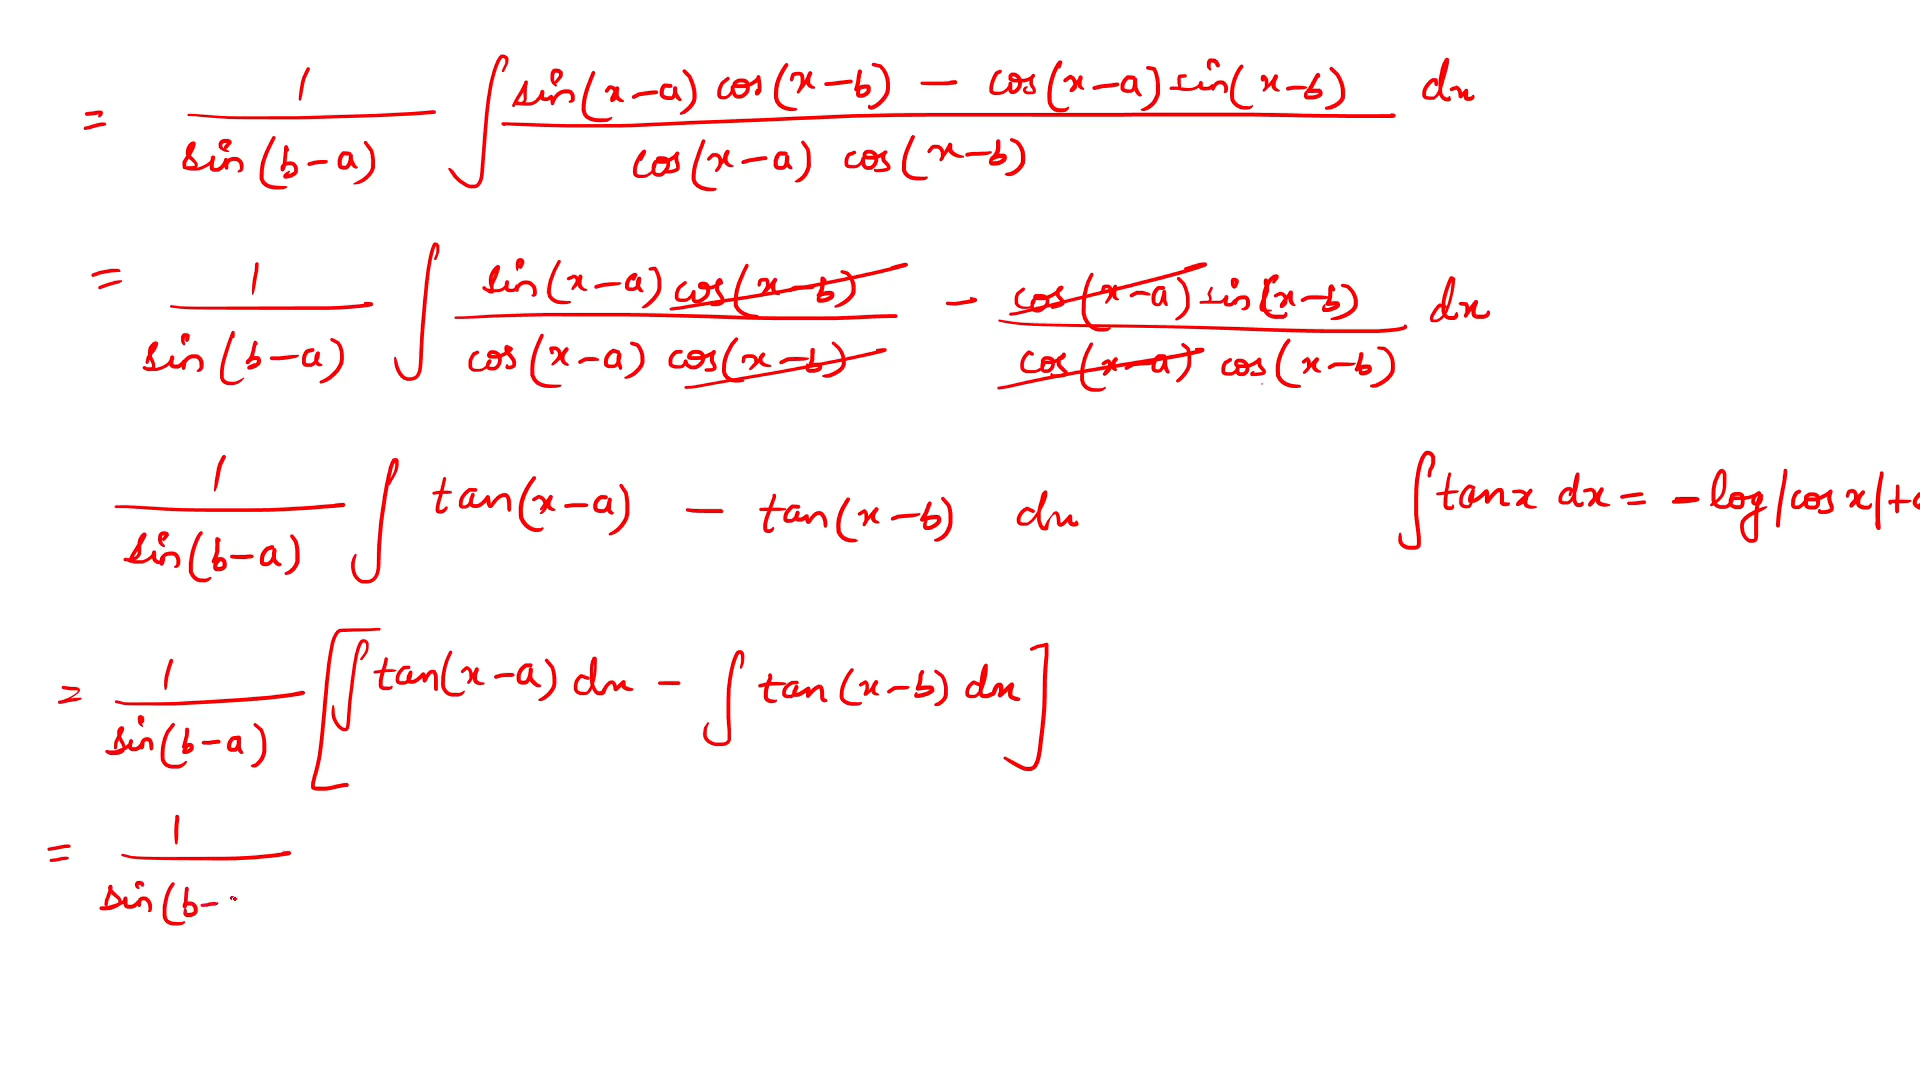 = 1/sin(b-a) ∫ sin(x-a) cos(x-b) - cos(x-a) sin(x-b) / cos(x-a) cos(x-b) dx
= 1/sin(b-a) ∫ sin(x-a) cos(x-b) / cos(x-a) cos(x-b) - cos(x-a) sin(x-b) / cos(x-a) cos(x-b) dx
1/sin(b-a) ∫ tan(x-a) - tan(x-b) dx
∫ tanx dx = -log|cos x|+c
= 1/sin(b-a) [∫ tan(x-a) dx - ∫ tan(x-b) dx]
= 1/sin(b-